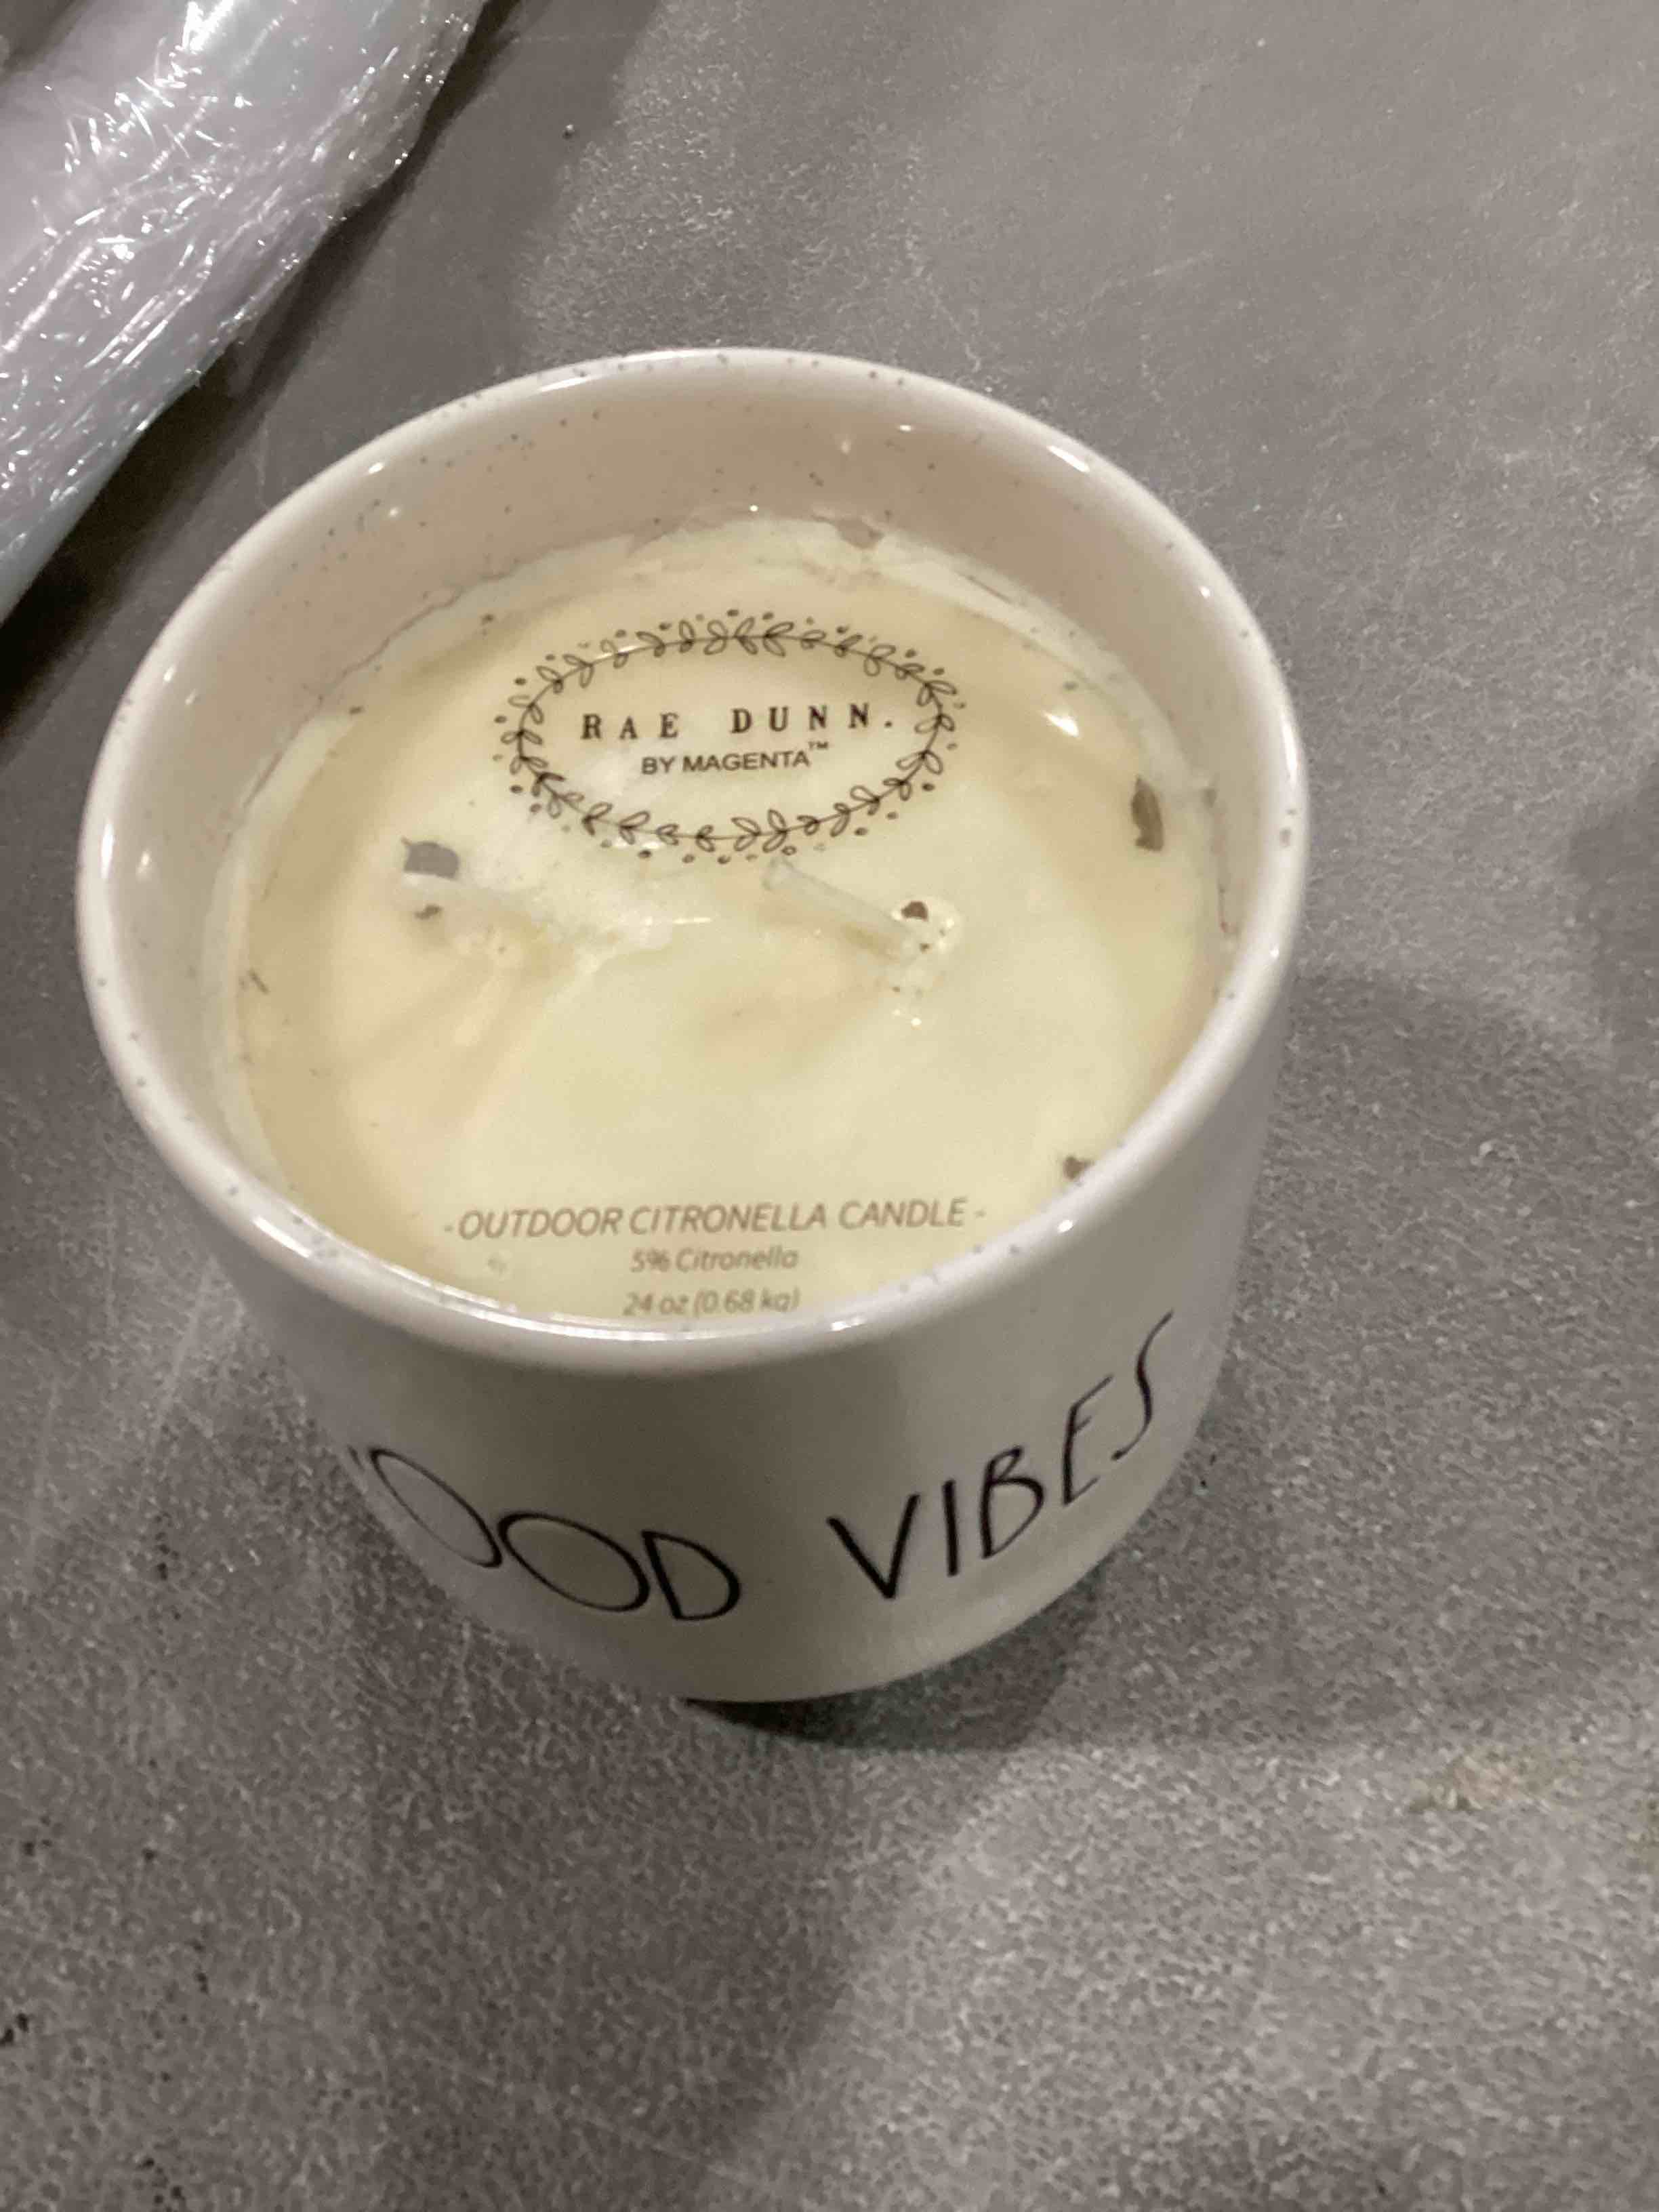 RAE DUNN.
BY MAGENTA™
- OUTDOOR CITRONELLA CANDLE -
5% Citronella
24 oz (0.68 kg)
OOD VIBES